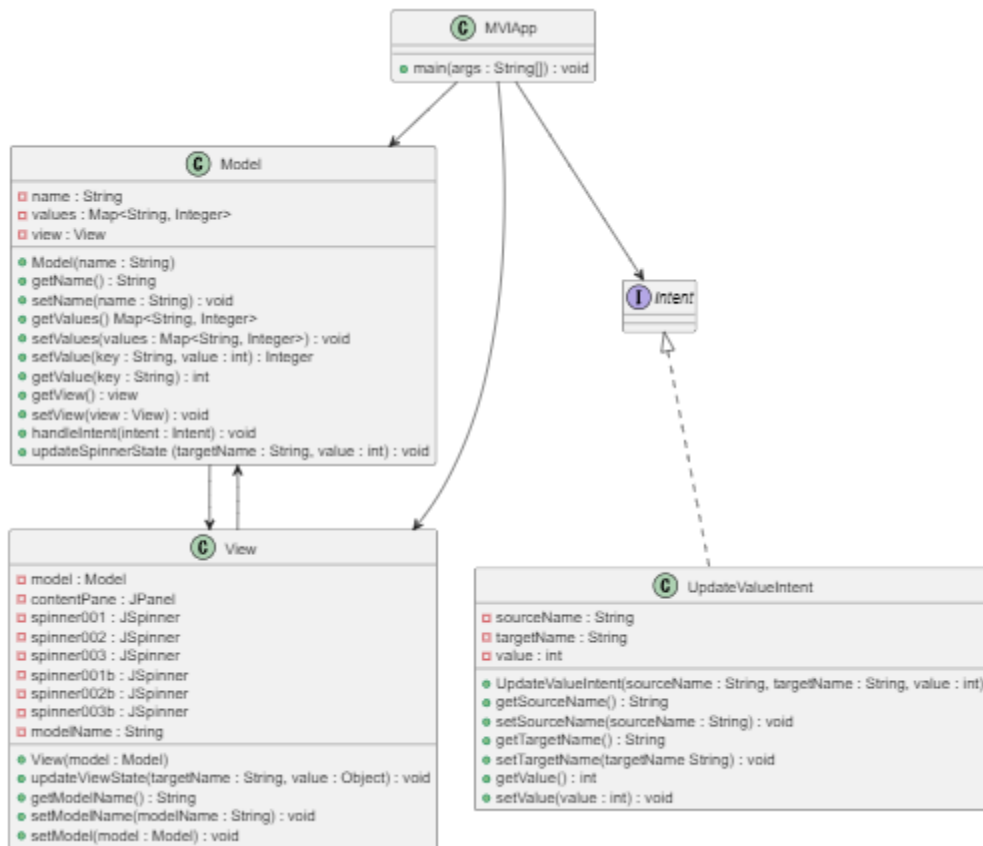 C MVIApp
main(args : String[]) : void
C Model
name : String
values : Map<String, Integer>
view : View
Model(name : String)
getName() : String
setName(name : String) : void
getValues() Map<String, Integer>
setValues(values : Map<String, Integer>) : void
setValue(key : String, value : int) : Integer
getValue(key : String) : int
getView() : view
setView(view : View) : void
handleIntent(intent : Intent) : void
updateSpinnerState (targetName : String, value : int) : void
I Intent
C View
model : Model
contentPane : JPanel
spinner001 : JSpinner
spinner002 : JSpinner
spinner003 : JSpinner
spinner001b : JSpinner
spinner002b : JSpinner
spinner003b : JSpinner
modelName : String
View(model : Model)
updateViewState(targetName : String, value : Object) : void
getModelName() : String
setModelName(modelName : String) : void
setModel(model : Model) : void
C UpdateValueIntent
sourceName : String
targetName : String
value : int
UpdateValueIntent(sourceName : String, targetName : String, value : int)
getSourceName() : String
setSourceName(sourceName : String) : void
getTargetName() : String
setTargetName(targetName String) : void
getValue() : int
setValue(value : int) : void